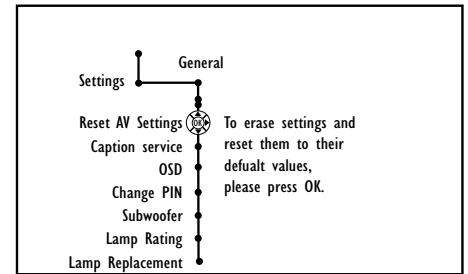 General
Settings
Reset AV Settings OK To erase settings and
Caption service reset them to their
OSD defualt values,
Change PIN please press OK.
Subwoofer
Lamp Rating
Lamp Replacement